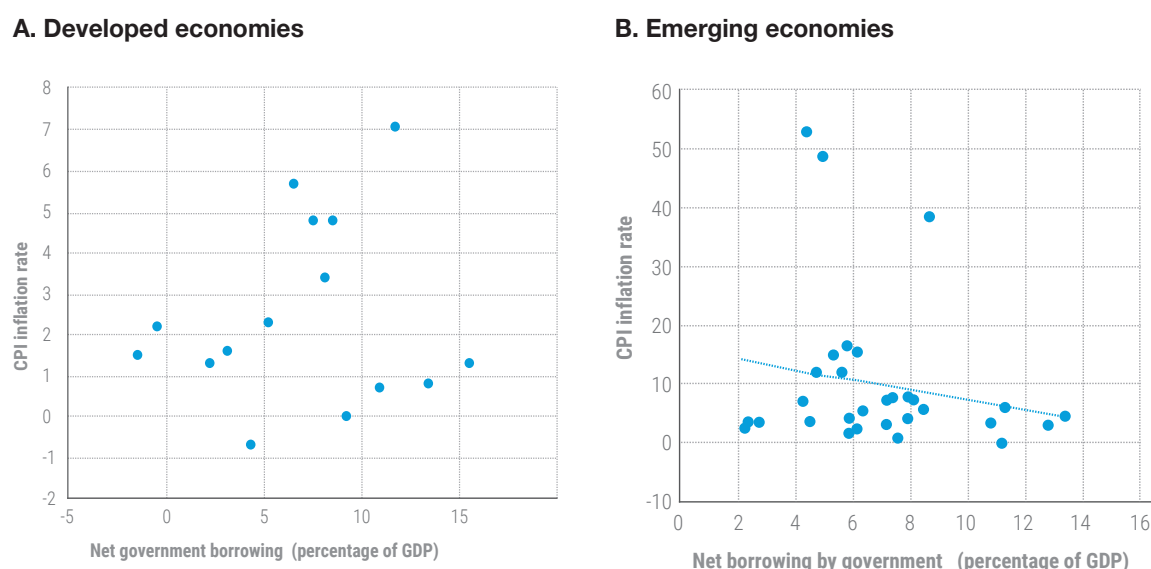 A. Developed economies
8
7
6
5
4
3
2
1
0
-1
-2
-5 0 5 10 15
CPI inflation rate
Net government borrowing (percentage of GDP)
B. Emerging economies
60
50
40
30
20
10
0
-10
0 2 4 6 8 10 12 14 16
CPI inflation rate
Net borrowing by government (percentage of GDP)